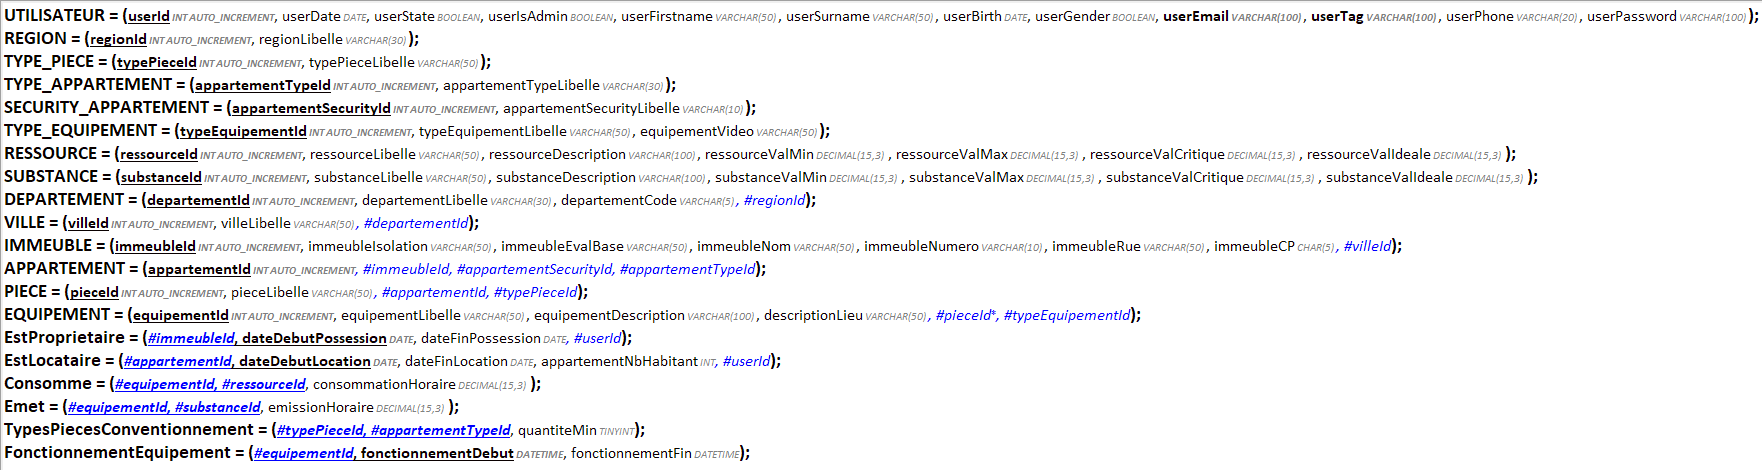 UTILISATEUR = (userId INT AUTO_INCREMENT, userDate DATE, userState BOOLEAN, userIsAdmin BOOLEAN, userFirstname VARCHAR(50), userSurname VARCHAR(50), userBirth DATE, userGender BOOLEAN, userEmail VARCHAR(100), userTag VARCHAR(100), userPhone VARCHAR(20), userPassword VARCHAR(100));
REGION = (regionId INT AUTO_INCREMENT, regionLibelle VARCHAR(30));
TYPE_PIECE = (typePieceId INT AUTO_INCREMENT, typePieceLibelle VARCHAR(50));
TYPE_APPARTEMENT = (appartementTypeId INT AUTO_INCREMENT, appartementTypeLibelle VARCHAR(30));
SECURITY_APPARTEMENT = (appartementSecurityId INT AUTO_INCREMENT, appartementSecurityLibelle VARCHAR(10));
TYPE_EQUIPEMENT = (typeEquipementId INT AUTO_INCREMENT, typeEquipementLibelle VARCHAR(50), equipementVideo VARCHAR(50));
RESSOURCE = (ressourceId INT AUTO_INCREMENT, ressourceLibelle VARCHAR(50), ressourceDescription VARCHAR(100), ressourceValMin DECIMAL(15,3), ressourceValMax DECIMAL(15,3), ressourceValCritique DECIMAL(15,3), ressourceValIdeale DECIMAL(15,3));
SUBSTANCE = (substanceId INT AUTO_INCREMENT, substanceLibelle VARCHAR(50), substanceDescription VARCHAR(100), substanceValMin DECIMAL(15,3), substanceValMax DECIMAL(15,3), substanceValCritique DECIMAL(15,3), substanceValIdeale DECIMAL(15,3));
DEPARTEMENT = (departementId INT AUTO_INCREMENT, departementLibelle VARCHAR(30), departementCode VARCHAR(5), #regionId);
VILLE = (villeId INT AUTO_INCREMENT, villeLibelle VARCHAR(50), #departementId);
IMMEUBLE = (immeubleId INT AUTO_INCREMENT, immeubleIsolation VARCHAR(50), immeubleEvalBase VARCHAR(50), immeubleNom VARCHAR(50), immeubleNumero VARCHAR(10), immeubleRue VARCHAR(50), immeubleCP CHAR(5), #villeId);
APPARTEMENT = (appartementId INT AUTO_INCREMENT, #immeubleId, #appartementSecurityId, #appartementTypeId);
PIECE = (pieceId INT AUTO_INCREMENT, pieceLibelle VARCHAR(50), #appartementId, #typePieceId);
EQUIPEMENT = (equipementId INT AUTO_INCREMENT, equipementLibelle VARCHAR(50), equipementDescription VARCHAR(100), descriptionLieu VARCHAR(50), #pieceId*, #typeEquipementId);
EstProprietaire = (#immeubleId, dateDebutPossession DATE, dateFinPossession DATE, #userId);
EstLocataire = (#appartementId, dateDebutLocation DATE, dateFinLocation DATE, appartementNbHabitant INT, #userId);
Consomme = (#equipementId, #ressourceId, consommationHoraire DECIMAL(15,3));
Emet = (#equipementId, #substanceId, emissionHoraire DECIMAL(15,3));
TypesPiecesConventionnement = (#typePieceId, #appartementTypeId, quantiteMin TINYINT);
FonctionnementEquipement = (#equipementId, fonctionnementDebut DATETIME, fonctionnementFin DATETIME);